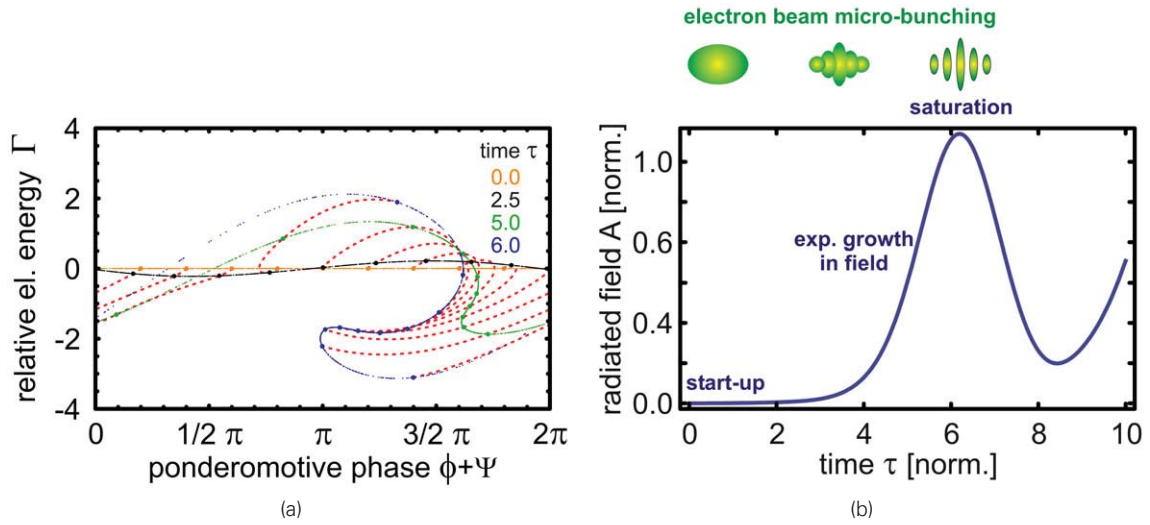 electron beam micro-bunching
saturation
relative el. energy Γ
4
2
0
-2
-4
time τ
0.0
2.5
5.0
6.0
0
1/2 π
π
3/2 π
2π
ponderomotive phase ϕ+Ψ
(a)
radiated field A [norm.]
1.0
0.6
0.4
0.0
exp. growth
in field
start-up
0
2
4
6
8
10
time τ [norm.]
(b)